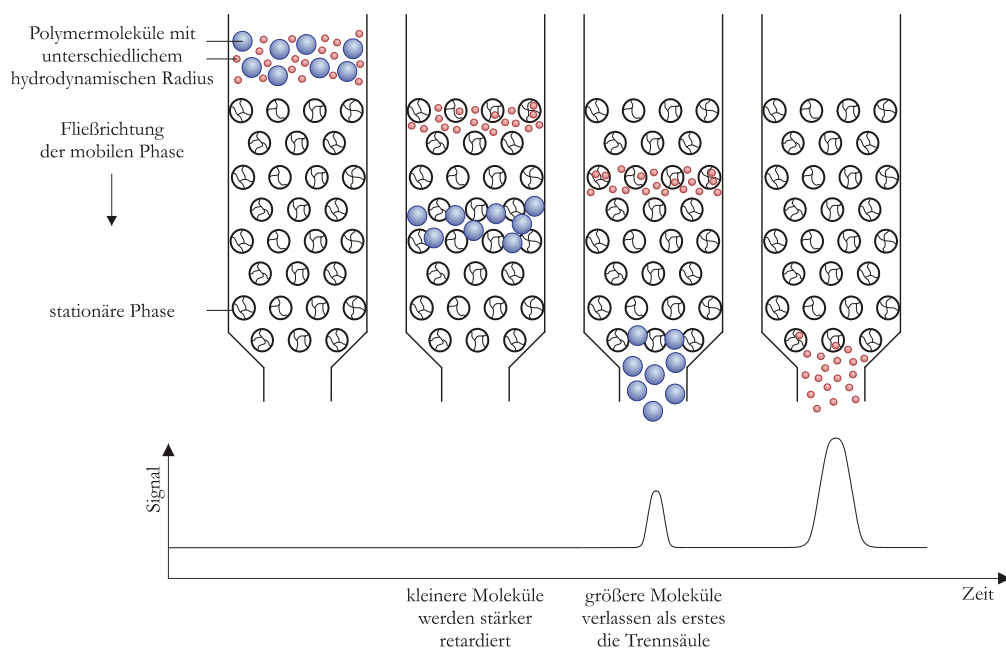 Polymermoleküle mit
unterschiedlichem
hydrodynamischen Radius
Fließrichtung
der mobilen Phase
stationäre Phase
Signal
Zeit
kleinere Moleküle
werden stärker
retardiert
größere Moleküle
verlassen als erstes
die Trennsäule